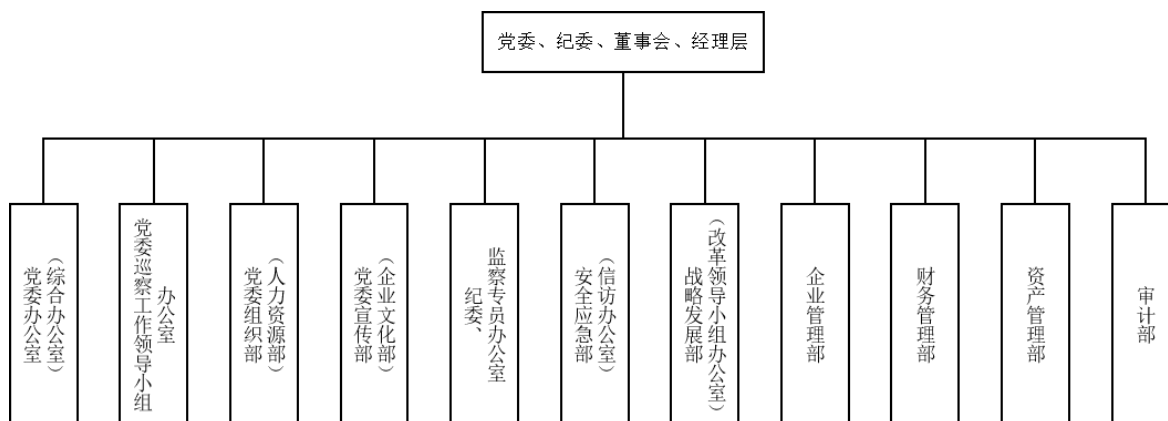 党委、纪委、董事会、经理层
党委办公室
（综合办公室）
党委巡察工作领导小组
办公室
党委组织部
（人力资源部）
党委宣传部
（企业文化部）
纪委、
监察专员办公室
安全应急部
（信访办公室）
战略发展部
（改革领导小组办公室）
企业管理部
财务管理部
资产管理部
审计部